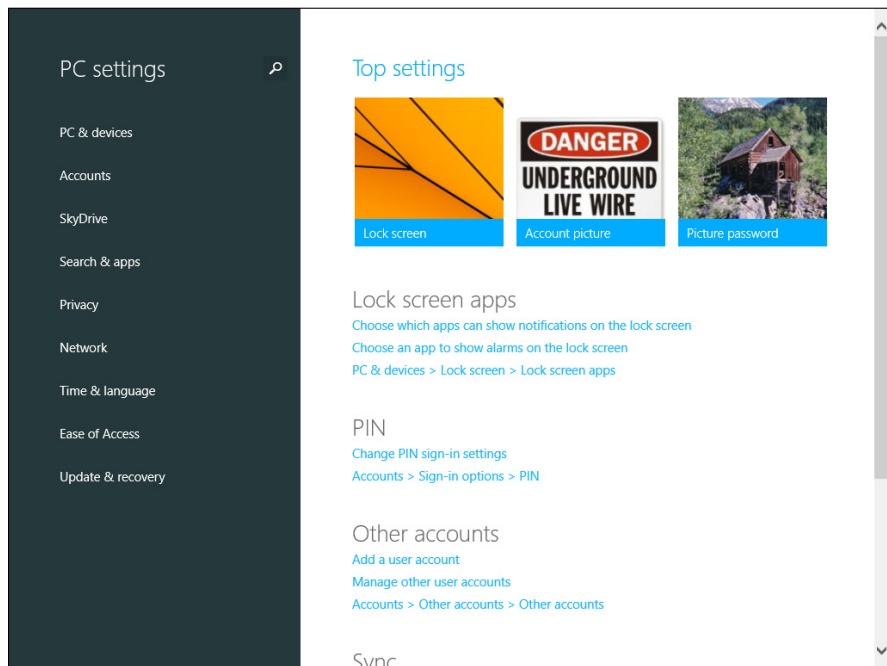 PC settings
PC & devices
Accounts
SkyDrive
Search & apps
Privacy
Network
Time & language
Ease of Access
Update & recovery
Top settings
DANGER
UNDERGROUND
LIVE WIRE
Lock screen
Account picture
Picture password
Lock screen apps
Choose which apps can show notifications on the lock screen
Choose an app to show alarms on the lock screen
PC & devices > Lock screen > Lock screen apps
PIN
Change PIN sign-in settings
Accounts > Sign-in options > PIN
Other accounts
Add a user account
Manage other user accounts
Accounts > Other accounts > Other accounts
Sync